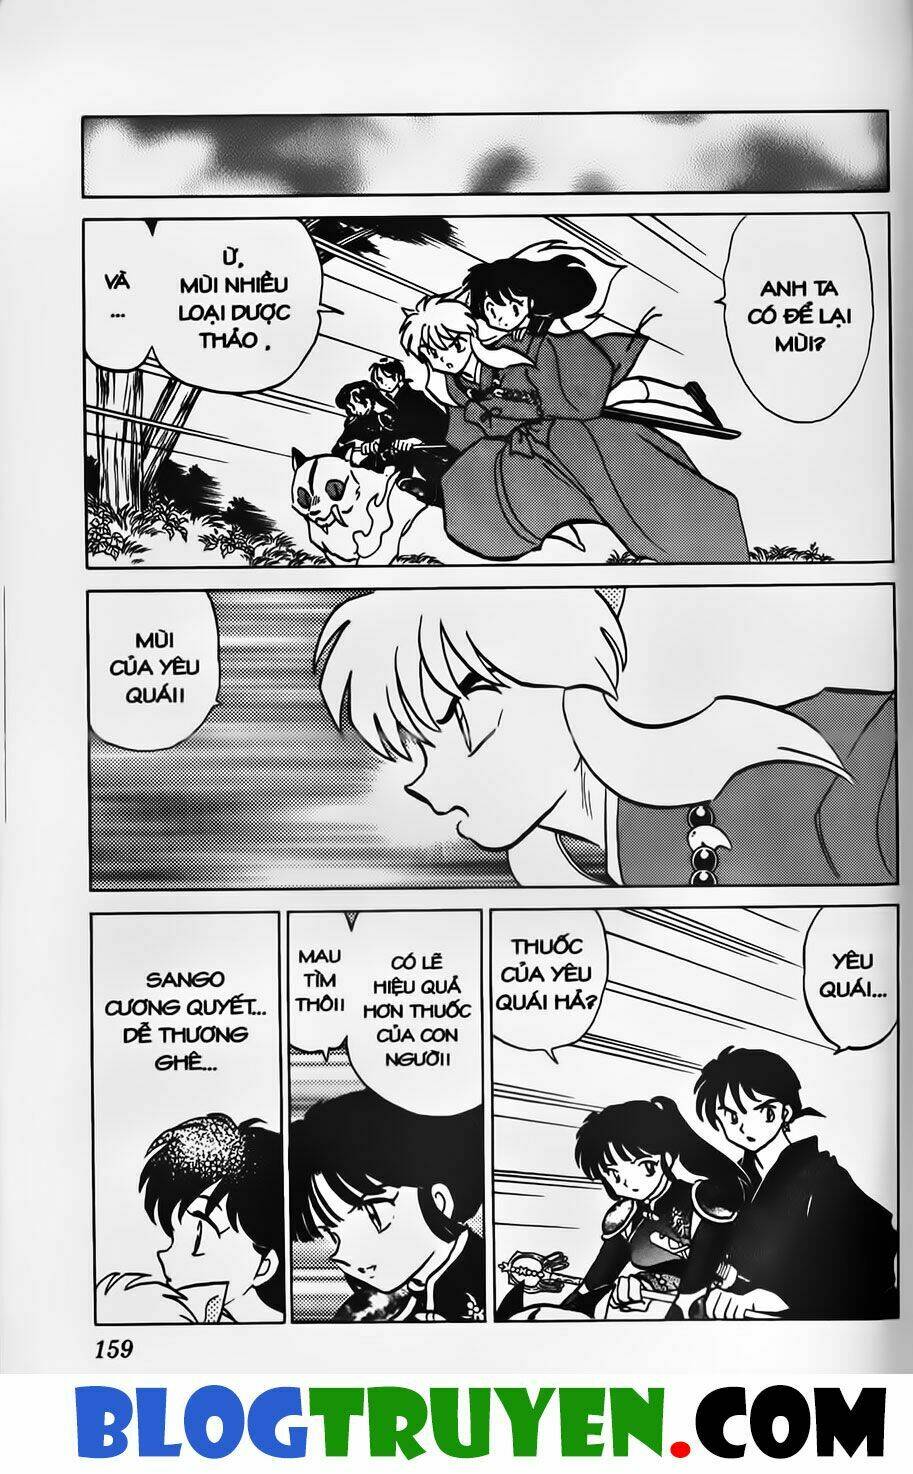 ANH TA
CÓ ĐỂ LẠI
MÙI?
Ừ,
MÙI NHIỀU
LOẠI DƯỢC
THẢO,
VÀ
...
MÙI
CỦA YÊU
QUÁI!
YÊU
QUÁI...
THUỐC
CỦA YÊU
QUÁI HẢ?
CÓ LẼ
HIỆU QUẢ
HƠN THUỐC
CỦA CON
NGƯỜI!
MAU
TÌM
THÔI!
SANGO
CƯƠNG QUYẾT...
DỄ THƯƠNG
GHÊ...
159
BLOGTRUYEN.COM